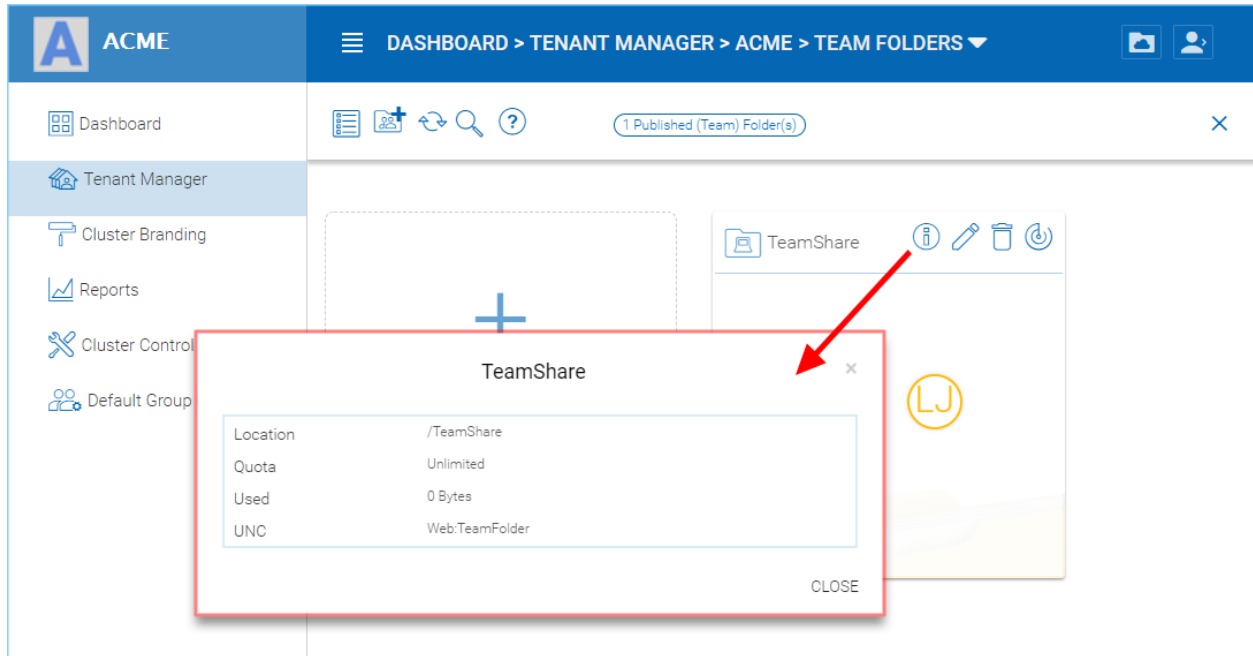 A ACME
DASHBOARD > TENANT MANAGER > ACME > TEAM FOLDERS
1 Published (Team) Folder(s)
Dashboard
Tenant Manager
Cluster Branding
Reports
Cluster Control
Default Group
TeamShare
LJ
TeamShare
Location /TeamShare
Quota Unlimited
Used 0 Bytes
UNC Web:TeamFolder
CLOSE